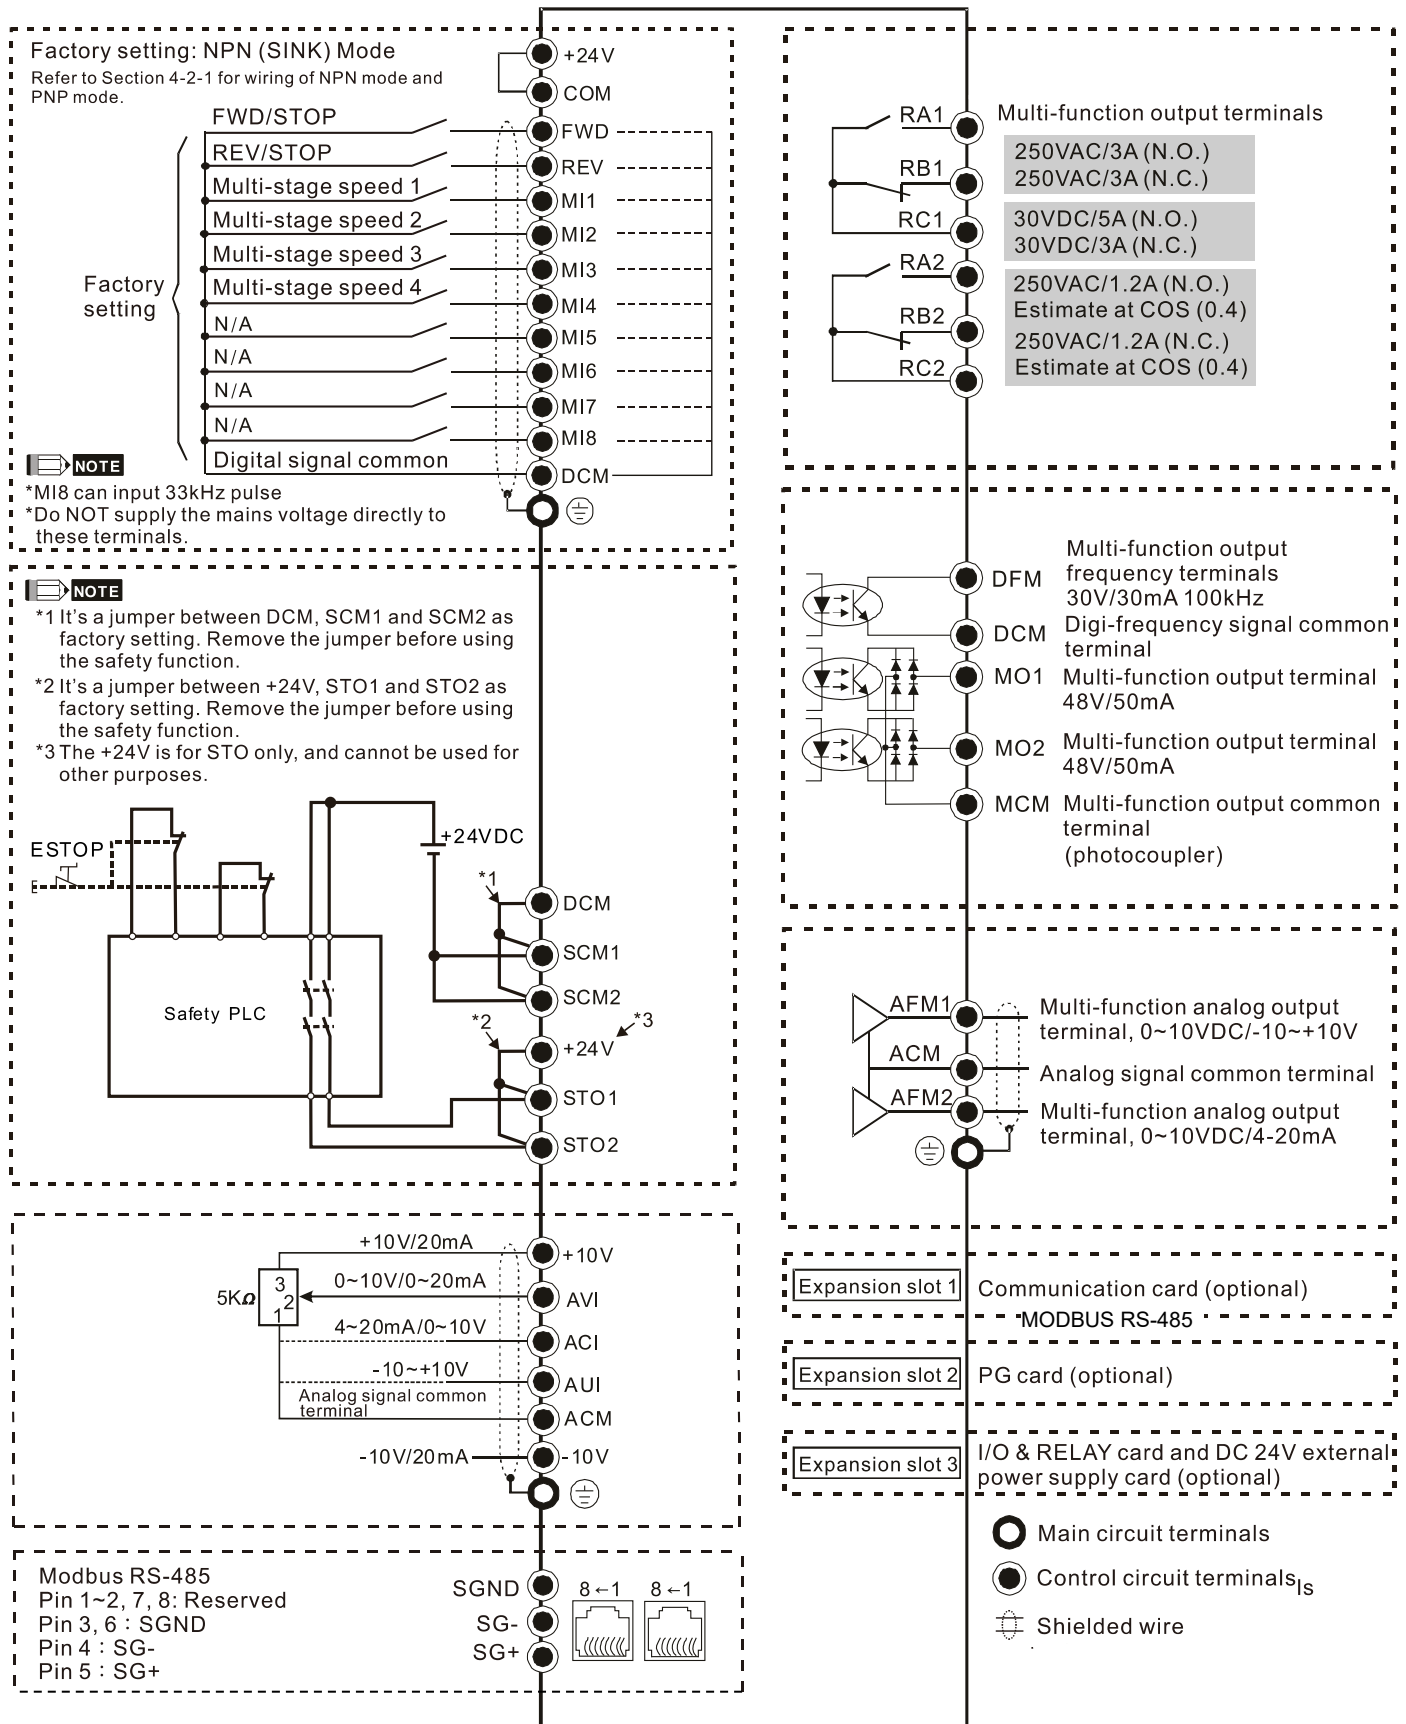 Factory setting: NPN (SINK) Mode
Refer to Section 4-2-1 for wiring of NPN mode and
PNP mode.
+24V
COM
FWD/STOP
FWD
REV/STOP
REV
Multi-stage speed 1
MI1
Multi-stage speed 2
MI2
Multi-stage speed 3
MI3
Multi-stage speed 4
MI4
Factory
setting
N/A
MI5
N/A
MI6
N/A
MI7
N/A
MI8
Digital signal common
DCM
NOTE
*MI8 can input 33kHz pulse
*Do NOT supply the mains voltage directly to
these terminals.
NOTE
*1 It's a jumper between DCM, SCM1 and SCM2 as
factory setting. Remove the jumper before using
the safety function.
*2 It's a jumper between +24V, STO1 and STO2 as
factory setting. Remove the jumper before using
the safety function.
*3 The +24V is for STO only, and cannot be used for
other purposes.
ESTOP
+24VDC
*1
DCM
SCM1
SCM2
Safety PLC
*2
*3
+24V
STO1
STO2
+10V/20mA
+10V
5KΩ
3
2
1
0~10V/0~20mA
AVI
4~20mA/0~10V
ACI
-10~+10V
AUI
Analog signal common
terminal
ACM
-10V/20mA
-10V
Modbus RS-485
Pin 1~2, 7, 8: Reserved
Pin 3, 6 : SGND
Pin 4 : SG-
Pin 5 : SG+
SGND
SG-
SG+
8←1
8←1
RA1
RB1
RC1
RA2
RB2
RC2
Multi-function output terminals
250VAC/3A (N.O.)
250VAC/3A (N.C.)
30VDC/5A (N.O.)
30VDC/3A (N.C.)
250VAC/1.2A (N.O.)
Estimate at COS (0.4)
250VAC/1.2A (N.C.)
Estimate at COS (0.4)
DFM
Multi-function output
frequency terminals
30V/30mA 100kHz
DCM
Digi-frequency signal common
terminal
MO1
Multi-function output terminal
48V/50mA
MO2
Multi-function output terminal
48V/50mA
MCM
Multi-function output common
terminal
(photocoupler)
AFM1
Multi-function analog output
terminal, 0~10VDC/-10~+10V
ACM
Analog signal common terminal
AFM2
Multi-function analog output
terminal, 0~10VDC/4-20mA
Expansion slot 1
Communication card (optional)
MODBUS RS-485
Expansion slot 2
PG card (optional)
Expansion slot 3
I/O & RELAY card and DC 24V external
power supply card (optional)
Main circuit terminals
Control circuit terminals
ls
Shielded wire